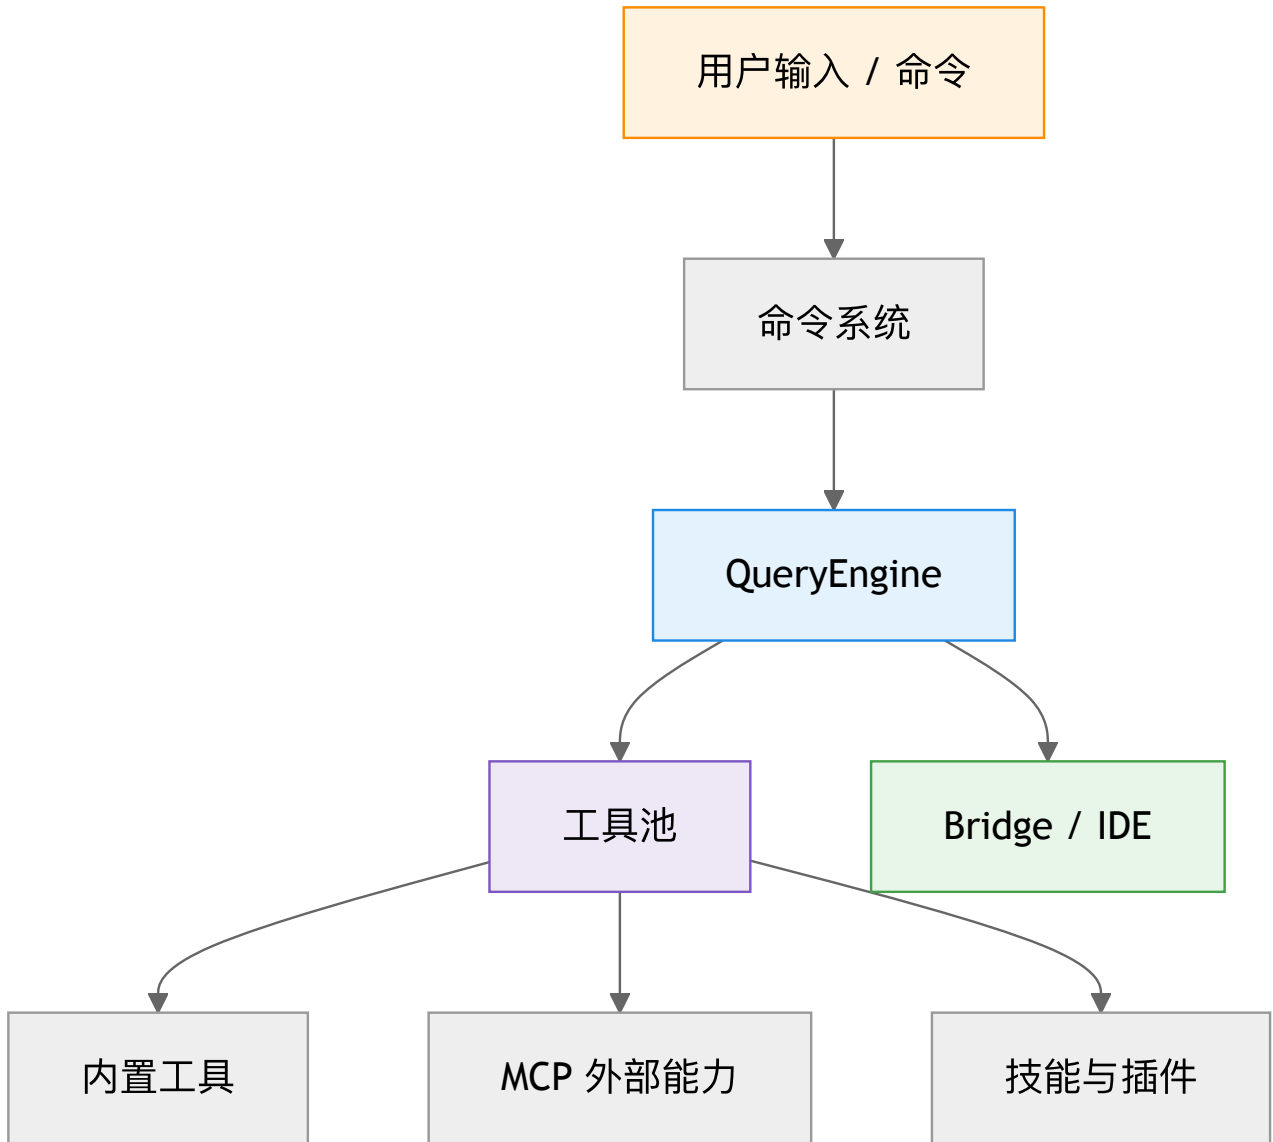 用户输入 / 命令
命令系统
QueryEngine
工具池
Bridge / IDE
内置工具
MCP 外部能力
技能与插件